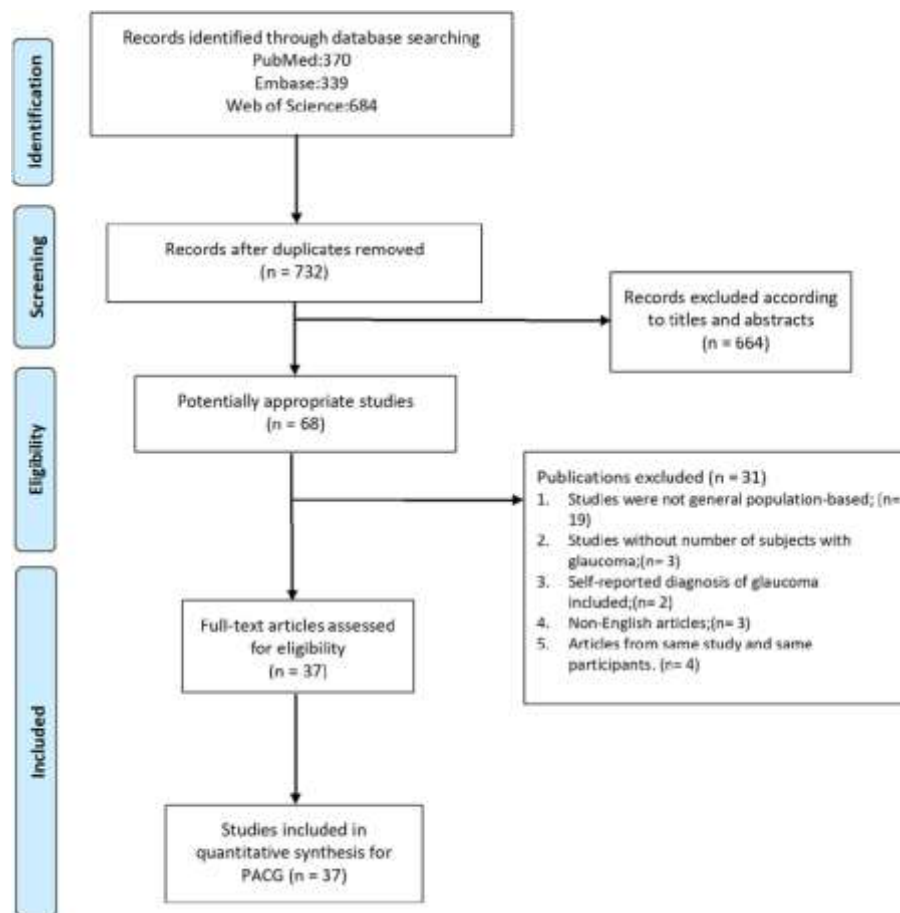 Identification
Records identified through database searching
PubMed:370
Embase:339
Web of Science:684
Screening
Records after duplicates removed
(n = 732)
Records excluded according
to titles and abstracts
(n = 664)
Eligibility
Potentially appropriate studies
(n = 68)
Publications excluded (n = 31)
1. Studies were not general population-based; (n=
19)
2. Studies without number of subjects with
glaucoma;(n= 3)
3. Self-reported diagnosis of glaucoma
included;(n= 2)
4. Non-English articles;(n= 3)
5. Articles from same study and same
participants. (n= 4)
Included
Full-text articles assessed
for eligibility
(n = 37)
Studies included in
quantitative synthesis for
PACG (n = 37)